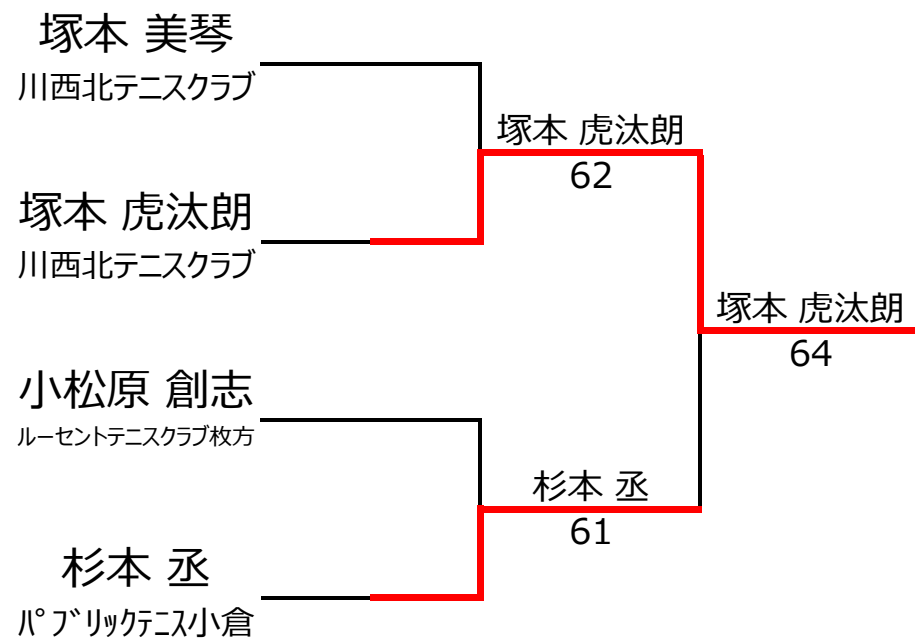 塚本 美琴
川西北テニスクラブ
塚本 虎汰朗
62
塚本 虎汰朗
川西北テニスクラブ
塚本 虎汰朗
64
小松原 創志
ルーセントテニスクラブ枚方
杉本 丞
61
杉本 丞
パブリックテニス小倉